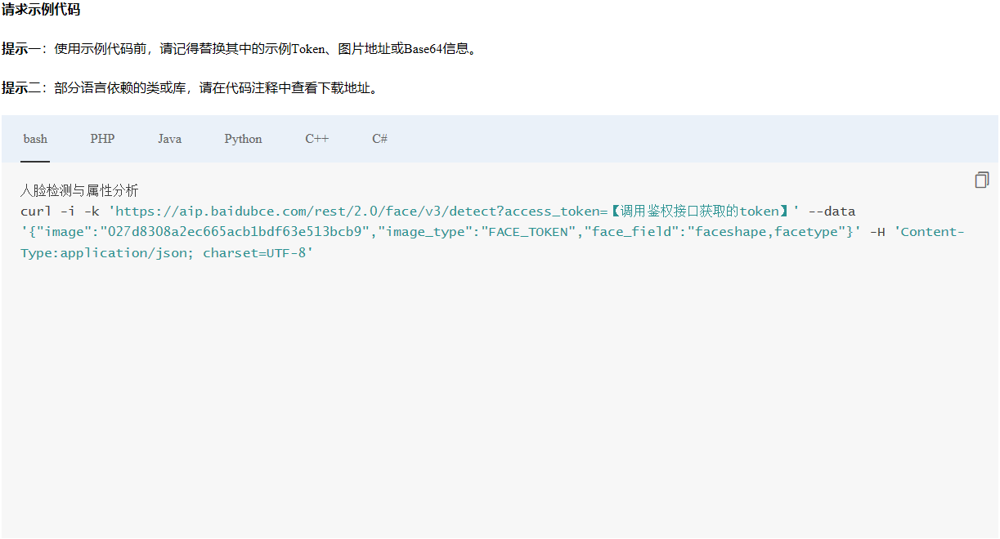 请求示例代码
提示一：使用示例代码前，请记得替换其中的示例Token、图片地址或Base64信息。
提示二：部分语言依赖的类或库，请在代码注释中查看下载地址。
bash PHP Java Python C++ C#
人脸检测与属性分析
curl -i -k 'https://aip.baidubce.com/rest/2.0/face/v3/detect?access_token=【调用鉴权接口获取的token】' --data
'{"image":"027d8308a2ec665acb1bdf63e513bcb9","image_type":"FACE_TOKEN","face_field":"faceshape,facetype"}' -H 'Content-
Type:application/json; charset=UTF-8'